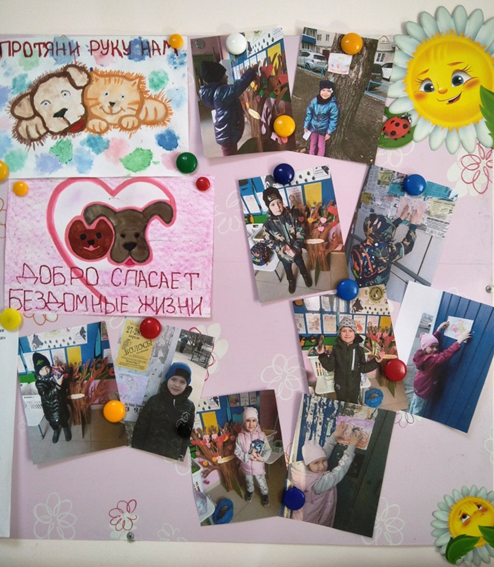 ПРОТЯНИ РУКУ НАМ
ДОБРО СПАСАЕТ
БЕЗДОМНЫЕ ЖИЗНИ